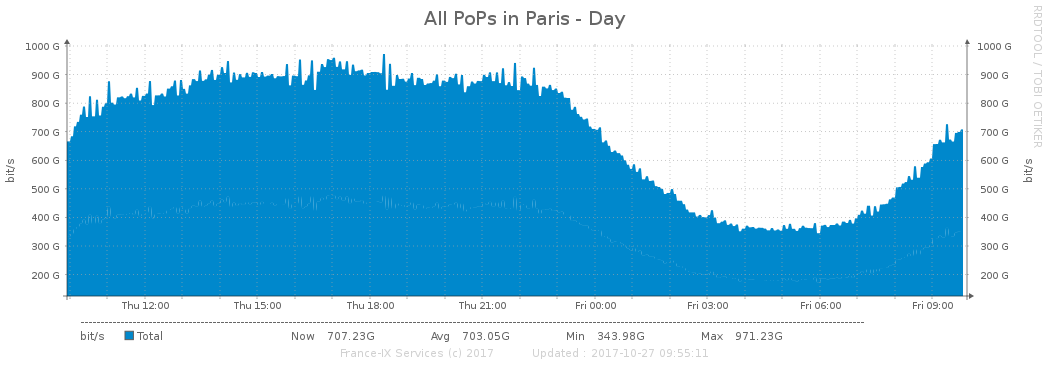 All PoPs in Paris - Day
RRDTOOL / TOBI OETIKER
1000 G 1000 G
900 G 900 G
800 G 800 G
700 G 700 G
600 G 600 G
500 G 500 G
400 G 400 G
300 G 300 G
200 G 200 G
bit/s bit/s
Thu 12:00 Thu 15:00 Thu 18:00 Thu 21:00 Fri 00:00 Fri 03:00 Fri 06:00 Fri 09:00
bit/s Total Now 707.23G Avg 703.05G Min 343.98G Max 971.23G
France-IX Services (c) 2017 Updated : 2017-10-27 09:55:11